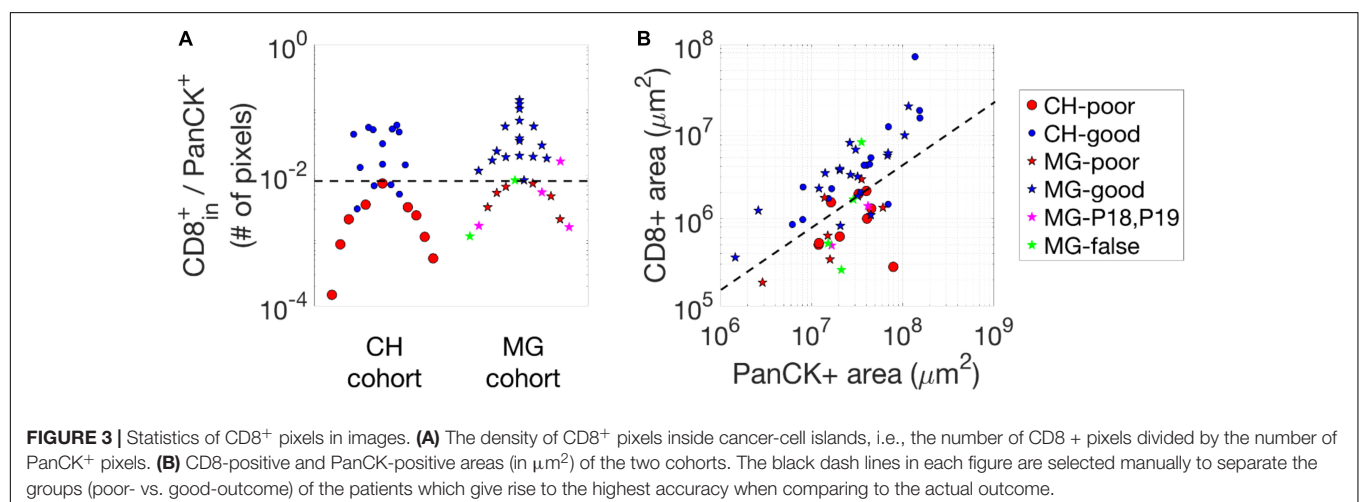 A
B
10^0
10^-2
10^-4
CD8^+_in / PanCK^+
(# of pixels)
CH
cohort
MG
cohort
10^8
10^7
10^6
10^5
CD8+ area (μm^2)
10^6 10^7 10^8 10^9
PanCK+ area (μm^2)
CH-poor
CH-good
MG-poor
MG-good
MG-P18,P19
MG-false
FIGURE 3 | Statistics of CD8^+ pixels in images. (A) The density of CD8^+ pixels inside cancer-cell islands, i.e., the number of CD8 + pixels divided by the number of
PanCK^+ pixels. (B) CD8-positive and PanCK-positive areas (in μm^2) of the two cohorts. The black dash lines in each figure are selected manually to separate the
groups (poor- vs. good-outcome) of the patients which give rise to the highest accuracy when comparing to the actual outcome.